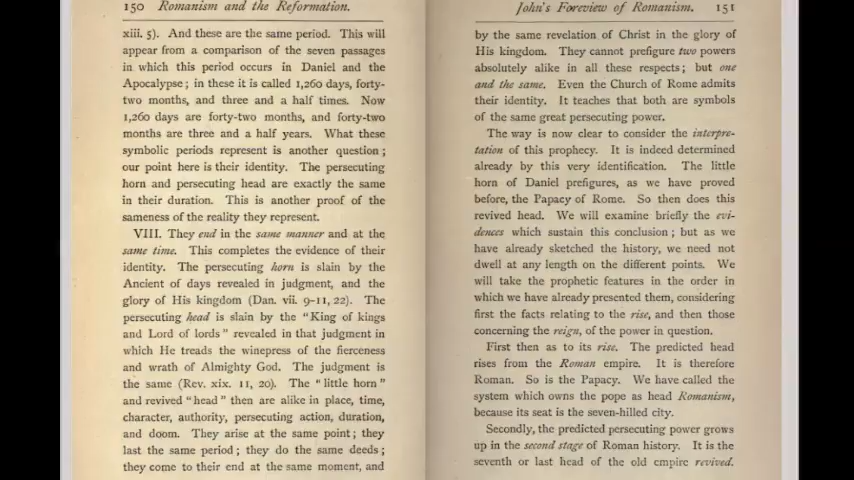 150 Romanism and the Reformation.
xiii. 5). And these are the same period. This will
appear from a comparison of the seven passages
in which this period occurs in Daniel and the
Apocalypse; in these it is called 1,260 days, forty-
two months, and three and a half times. Now
1,260 days are forty-two months, and forty-two
months are three and a half years. What these
symbolic periods represent is another question;
our point here is their identity. The persecuting
horn and persecuting head are exactly the same
in their duration. This is another proof of the
sameness of the reality they represent.
VIII. They end in the same manner and at the
same time. This completes the evidence of their
identity. The persecuting horn is slain by the
Ancient of days revealed in judgment, and the
glory of His kingdom (Dan. vii. 9-11, 22). The
persecuting head is slain by the "King of kings
and Lord of lords" revealed in that judgment in
which He treads the winepress of the fierceness
and wrath of Almighty God. The judgment is
the same (Rev. xix. 11, 20). The "little horn"
and revived "head" then are alike in place, time,
character, authority, persecuting action, duration,
and doom. They arise at the same point; they
last the same period; they do the same deeds;
they come to their end at the same moment, and
John's Foreview of Romanism. 151
by the same revelation of Christ in the glory of
His kingdom. They cannot prefigure two powers
absolutely alike in all these respects; but one
and the same. Even the Church of Rome admits
their identity. It teaches that both are symbols
of the same great persecuting power.
The way is now clear to consider the interpre-
tation of this prophecy. It is indeed determined
already by this very identification. The little
horn of Daniel prefigures, as we have proved
before, the Papacy of Rome. So then does this
revived head. We will examine briefly the evi-
dences which sustain this conclusion; but as we
have already sketched the history, we need not
dwell at any length on the different points. We
will take the prophetic features in the order in
which we have already presented them, considering
first the facts relating to the rise, and then those
concerning the reign, of the power in question.
First then as to its rise. The predicted head
rises from the Roman empire. It is therefore
Roman. So is the Papacy. We have called the
system which owns the pope as head Romanism,
because its seat is the seven-hilled city.
Secondly, the predicted persecuting power grows
up in the second stage of Roman history. It is the
seventh or last head of the old empire revived.